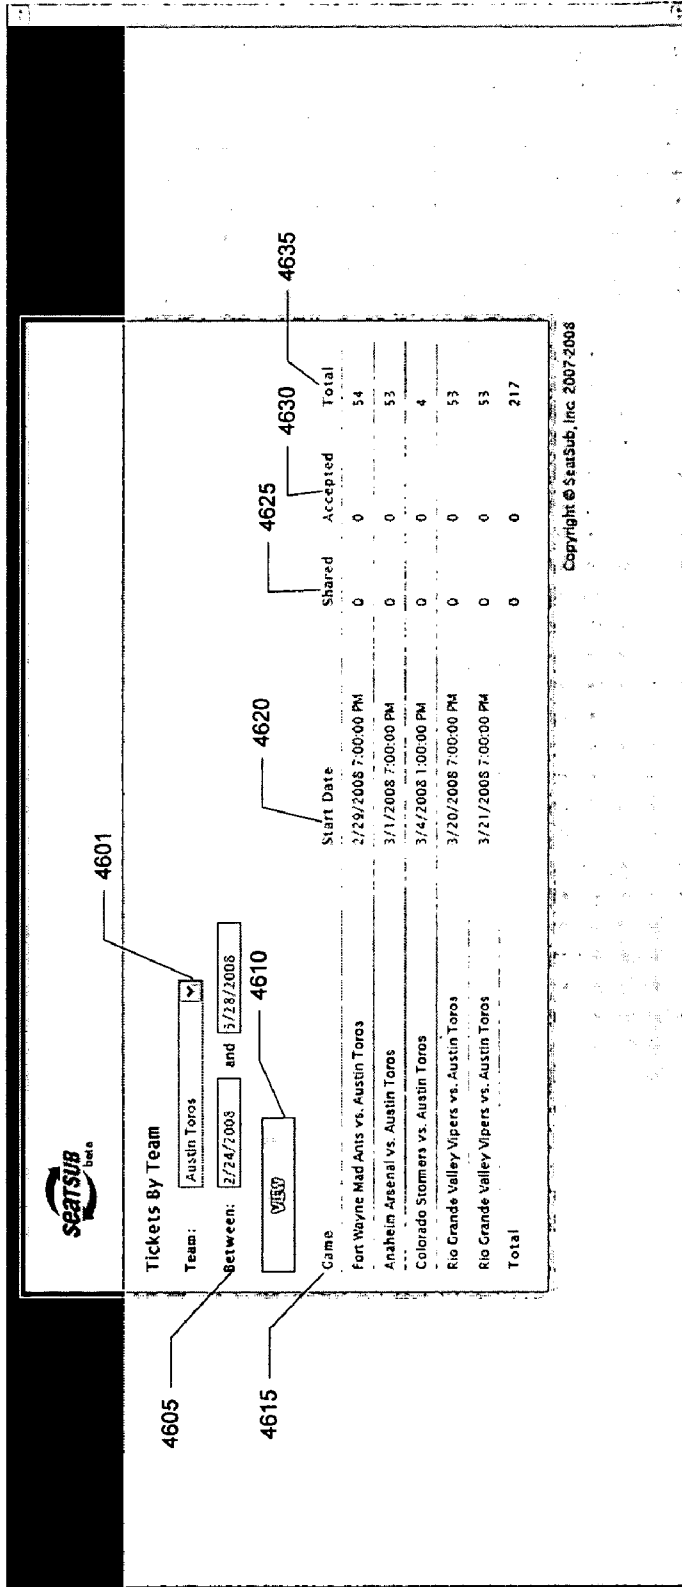 seatSUB
beta
4601
Tickets By Team
Team: Austin Toros
4605
Between: 2/24/2008 and 3/28/2008
VIEW
4610
4615
4620
4625
4630
4635
Game Start Date Shared Accepted Total
Fort Wayne Mad Ants vs. Austin Toros 2/29/2008 7:00:00 PM 0 0 54
Anaheim Arsenal vs. Austin Toros 3/1/2008 7:00:00 PM 0 0 53
Colorado Stormers vs. Austin Toros 3/4/2008 1:00:00 PM 0 0 4
Rio Grande Valley Vipers vs. Austin Toros 3/20/2008 7:00:00 PM 0 0 53
Rio Grande Valley Vipers vs. Austin Toros 3/21/2008 7:00:00 PM 0 0 53
Total 0 0 217
Copyright © SeatSub, Inc. 2007-2008